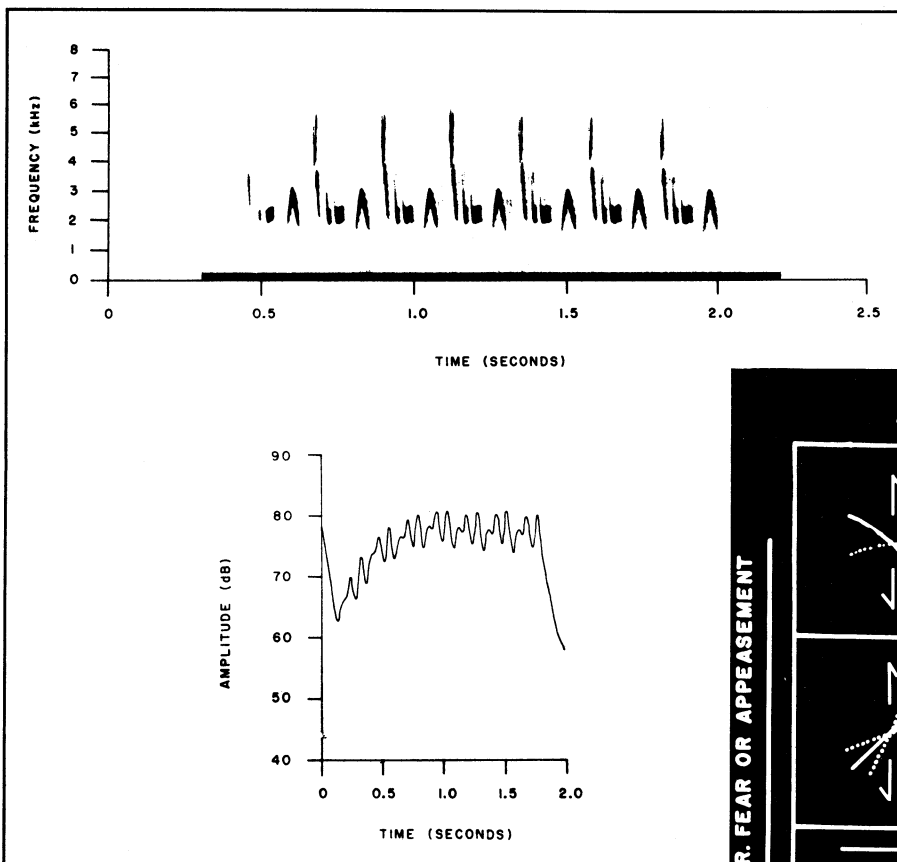 FREQUENCY (kHz)
8
7
6
5
4
3
2
1
0
0 0.5 1.0 1.5 2.0 2.5
TIME (SECONDS)
AMPLITUDE (dB)
90
80
70
60
50
40
0 0.5 1.0 1.5 2.0
TIME (SECONDS)
R. FEAR OR APPEASEMENT